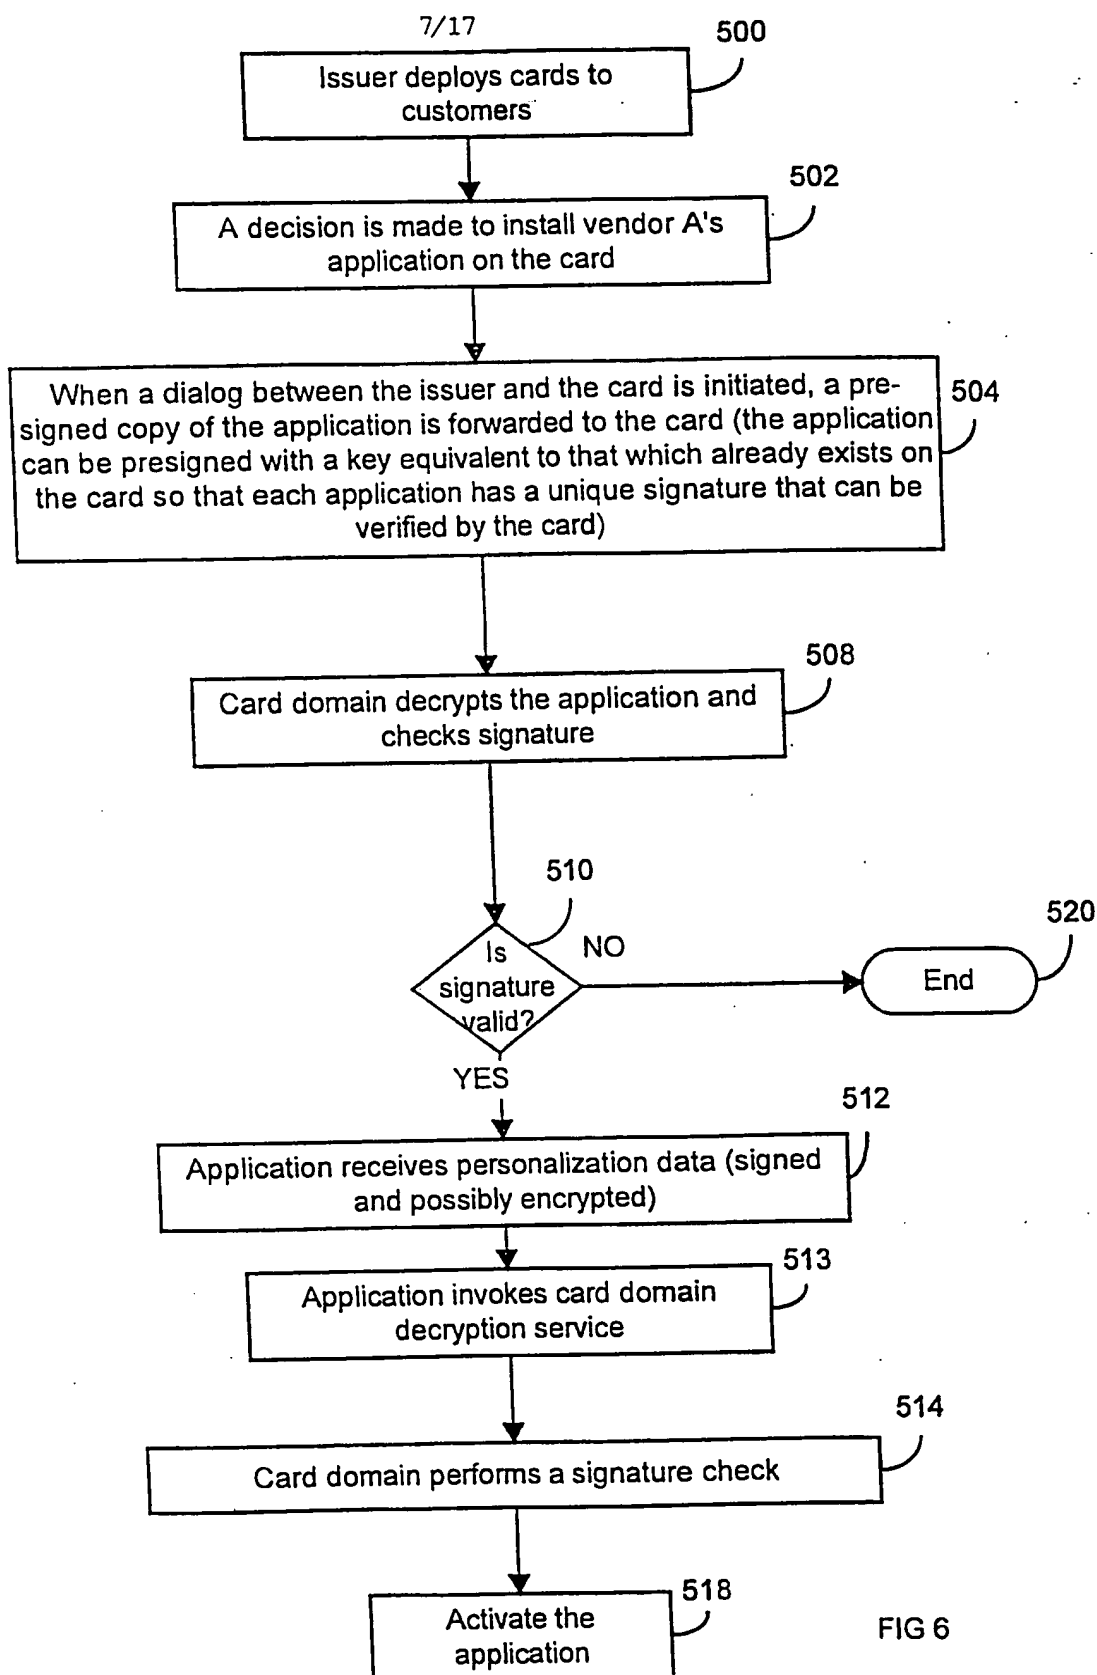 7/17
500
Issuer deploys cards to
customers
502
A decision is made to install vendor A's
application on the card
504
When a dialog between the issuer and the card is initiated, a pre-
signed copy of the application is forwarded to the card (the application
can be presigned with a key equivalent to that which already exists on
the card so that each application has a unique signature that can be
verified by the card)
508
Card domain decrypts the application and
checks signature
510
Is
signature
valid?
NO
520
End
YES
512
Application receives personalization data (signed
and possibly encrypted)
513
Application invokes card domain
decryption service
514
Card domain performs a signature check
518
Activate the
application
FIG 6